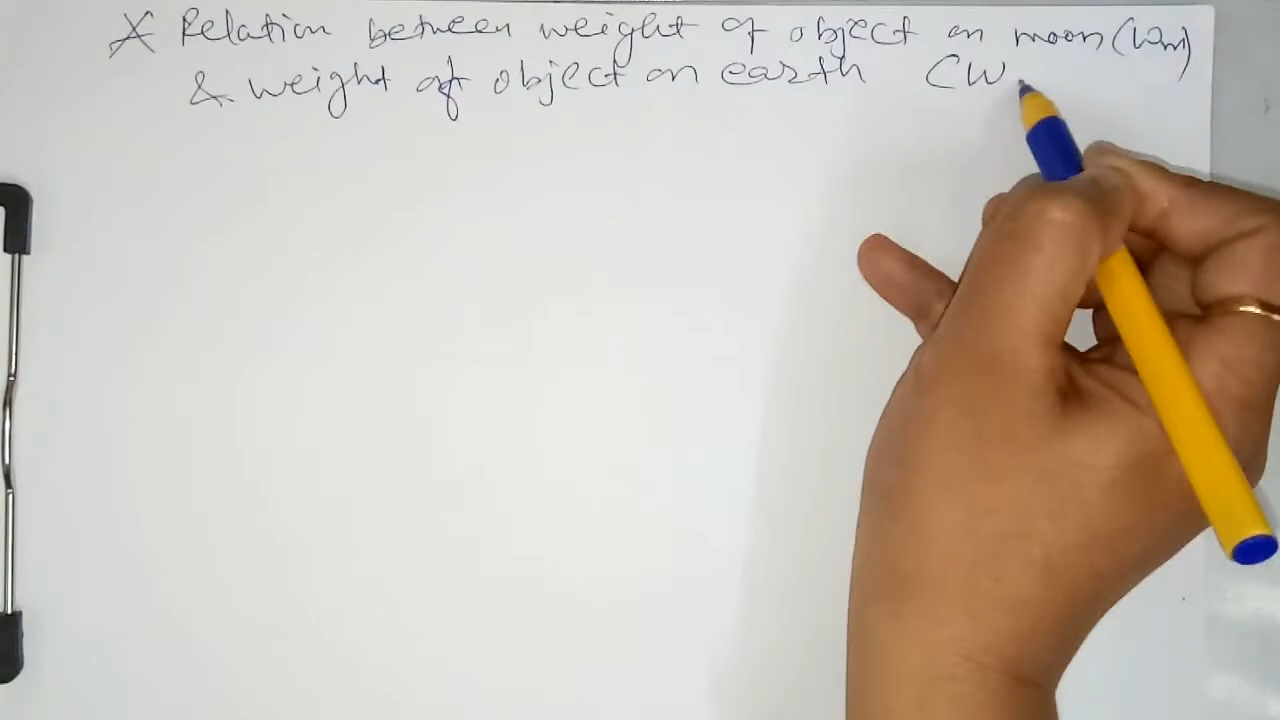 * Relation between weight of object on moon (Wm)
& weight of object on earth (W